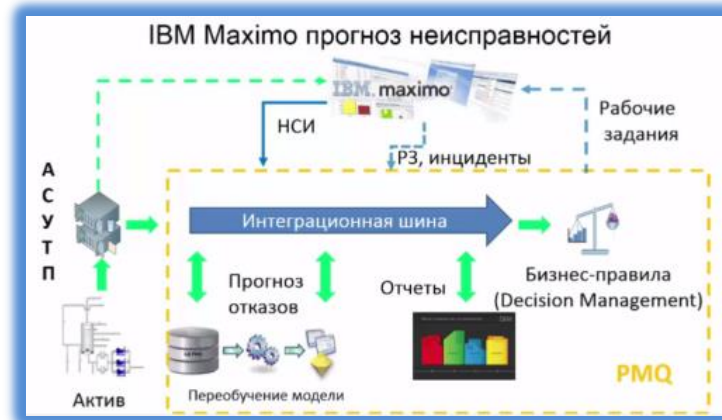 IBM Maximo прогноз неисправностей
IBM. maximo
НСИ
РЗ, инциденты
Рабочие
задания
А
С
У
Т
П
Интеграционная шина
Прогноз
отказов
Отчеты
Бизнес-правила
(Decision Management)
Переобучение модели
Актив
PMQ